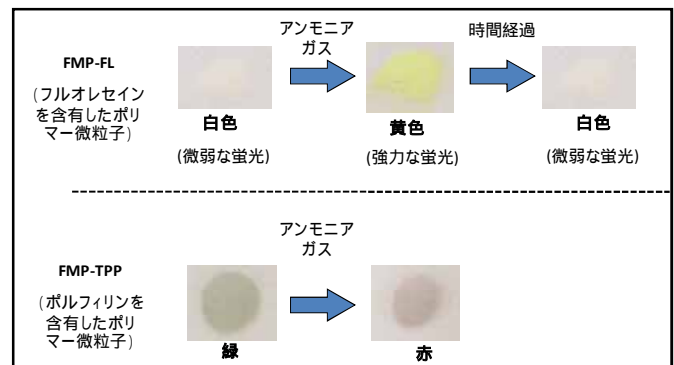 アンモニア
ガス
時間経過
FMP-FL
(フルオレセイン
を含有したポリ
マー微粒子)
白色
黄色
白色
(微弱な蛍光)
(強力な蛍光)
(微弱な蛍光)
アンモニア
ガス
FMP-TPP
(ポルフィリンを
含有したポリ
マー微粒子)
緑
赤